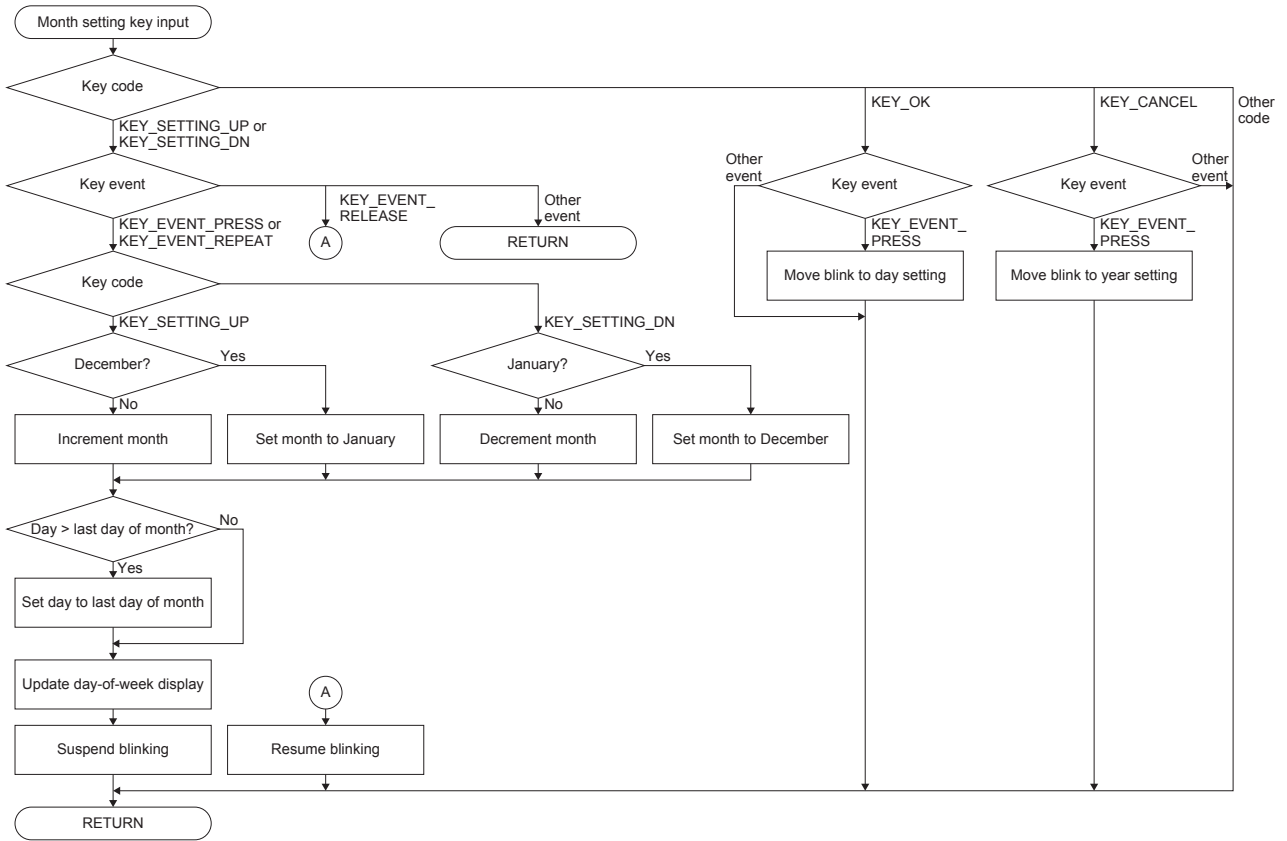 Month setting key input
Key code
KEY_OK
KEY_CANCEL
Other
code
KEY_SETTING_UP or
KEY_SETTING_DN
Key event
KEY_EVENT_
RELEASE
Other
event
Other
event
Key event
Key event
Other
event
KEY_EVENT_PRESS or
KEY_EVENT_REPEAT
A
RETURN
KEY_EVENT_
PRESS
KEY_EVENT_
PRESS
Key code
Move blink to day setting
Move blink to year setting
KEY_SETTING_UP
KEY_SETTING_DN
December?
Yes
January?
Yes
No
No
Increment month
Set month to January
Decrement month
Set month to December
Day > last day of month?
No
Yes
Set day to last day of month
Update day-of-week display
A
Suspend blinking
Resume blinking
RETURN